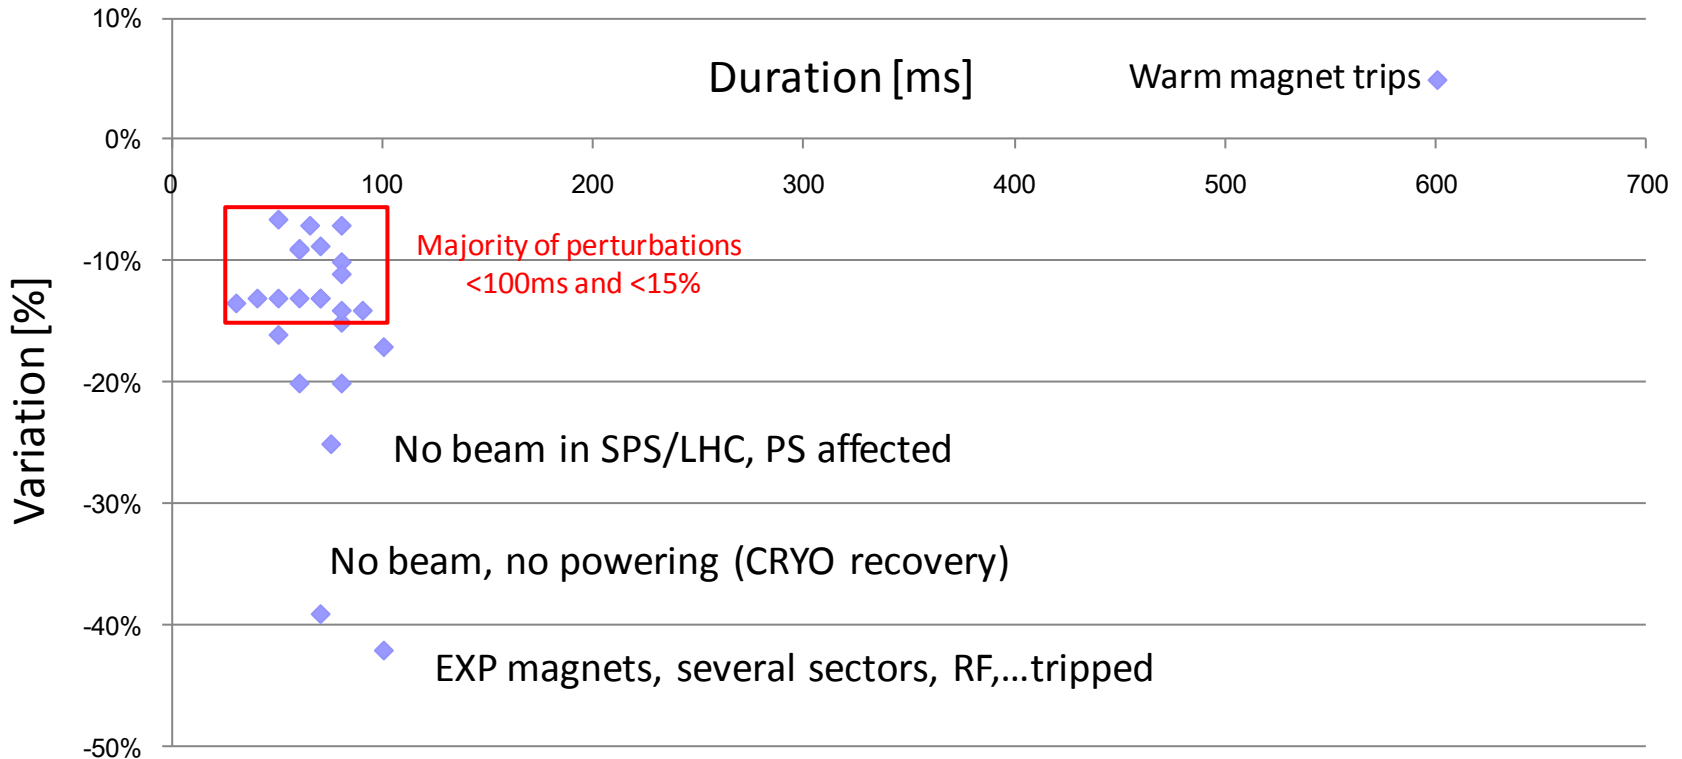 10%
Duration [ms]
Warm magnet trips
0%
0 100 200 300 400 500 600 700
Majority of perturbations
<100ms and <15%
-10%
Variation [%]
-20%
No beam in SPS/LHC, PS affected
-30%
No beam, no powering (CRYO recovery)
-40%
EXP magnets, several sectors, RF,...tripped
-50%